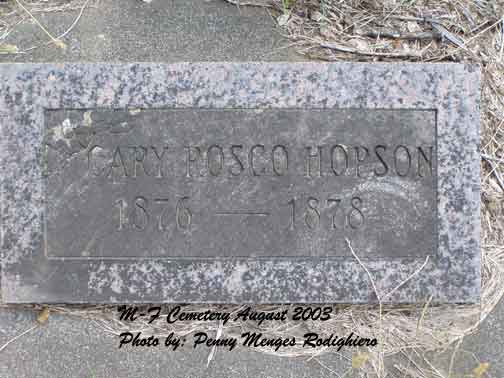 GARY ROSCO HOPSON
1876 — 1878
M-F Cemetery August 2003
Photo by: Penny Menges Rodighiero